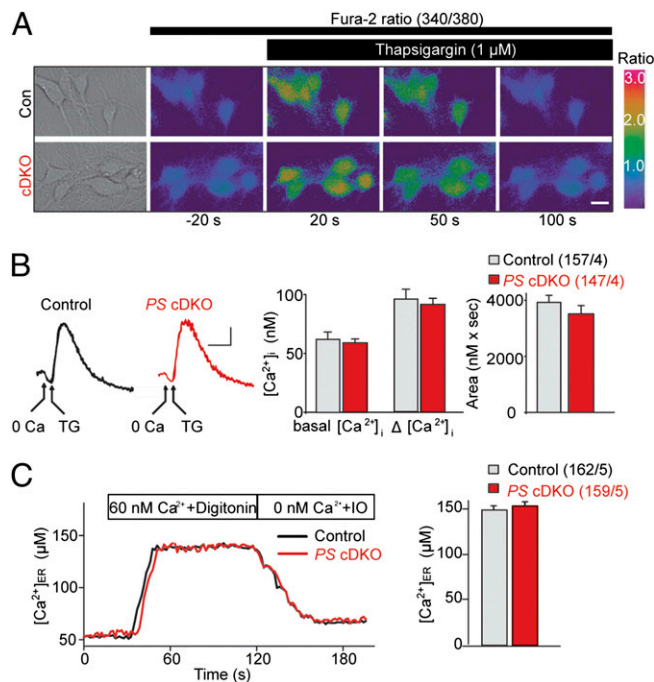 A
Fura-2 ratio (340/380)
Thapsigargin (1 µM)
Ratio
Con
3.0
2.0
1.0
cDKO
-20 s 20 s 50 s 100 s
B
Control
PS cDKO
0 Ca TG
0 Ca TG
[Ca²⁺]i (nM)
100
50
0
basal [Ca²⁺]i Δ [Ca²⁺]i
Control (157/4)
PS cDKO (147/4)
Area (nM x sec)
4000
2000
0
C
60 nM Ca²⁺+Digitonin 0 nM Ca²⁺+IO
Control
PS cDKO
[Ca²⁺]ER (µM)
150
100
50
0 60 120 180
Time (s)
Control (162/5)
PS cDKO (159/5)
[Ca²⁺]ER (µM)
150
100
50
0